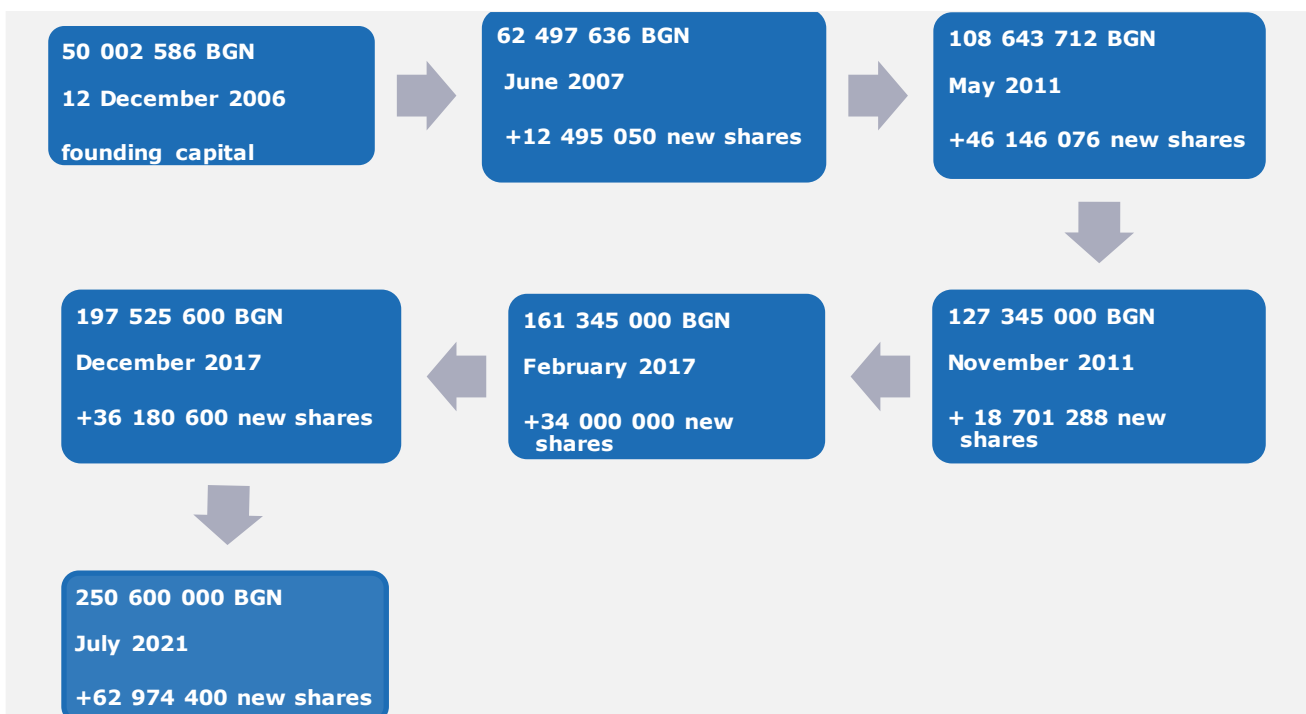 50 002 586 BGN
12 December 2006
founding capital
62 497 636 BGN
June 2007
+12 495 050 new shares
108 643 712 BGN
May 2011
+46 146 076 new shares
127 345 000 BGN
November 2011
+ 18 701 288 new
shares
161 345 000 BGN
February 2017
+34 000 000 new
shares
197 525 600 BGN
December 2017
+36 180 600 new shares
250 600 000 BGN
July 2021
+62 974 400 new shares